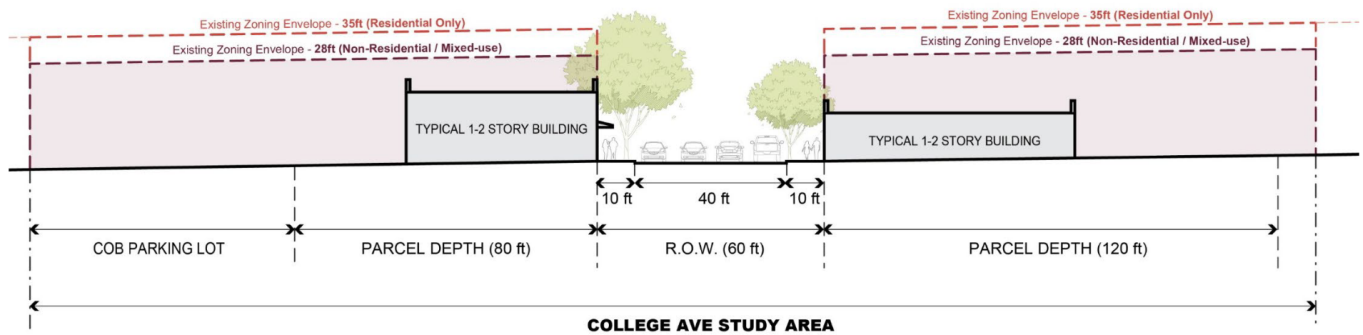 Existing Zoning Envelope - 35ft (Residential Only)
Existing Zoning Envelope - 28ft (Non-Residential / Mixed-use)
Existing Zoning Envelope - 35ft (Residential Only)
Existing Zoning Envelope - 28ft (Non-Residential / Mixed-use)
TYPICAL 1-2 STORY BUILDING
TYPICAL 1-2 STORY BUILDING
10 ft
40 ft
10 ft
COB PARKING LOT
PARCEL DEPTH (80 ft)
R.O.W. (60 ft)
PARCEL DEPTH (120 ft)
COLLEGE AVE STUDY AREA